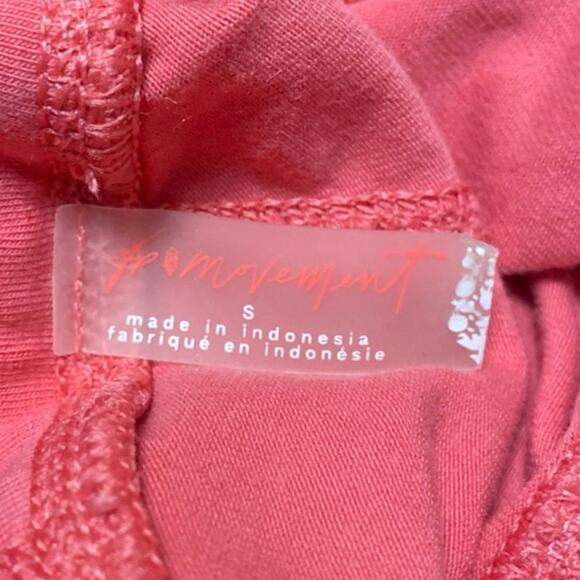 fp movement
S
made in indonesia
fabriqué en indonésie